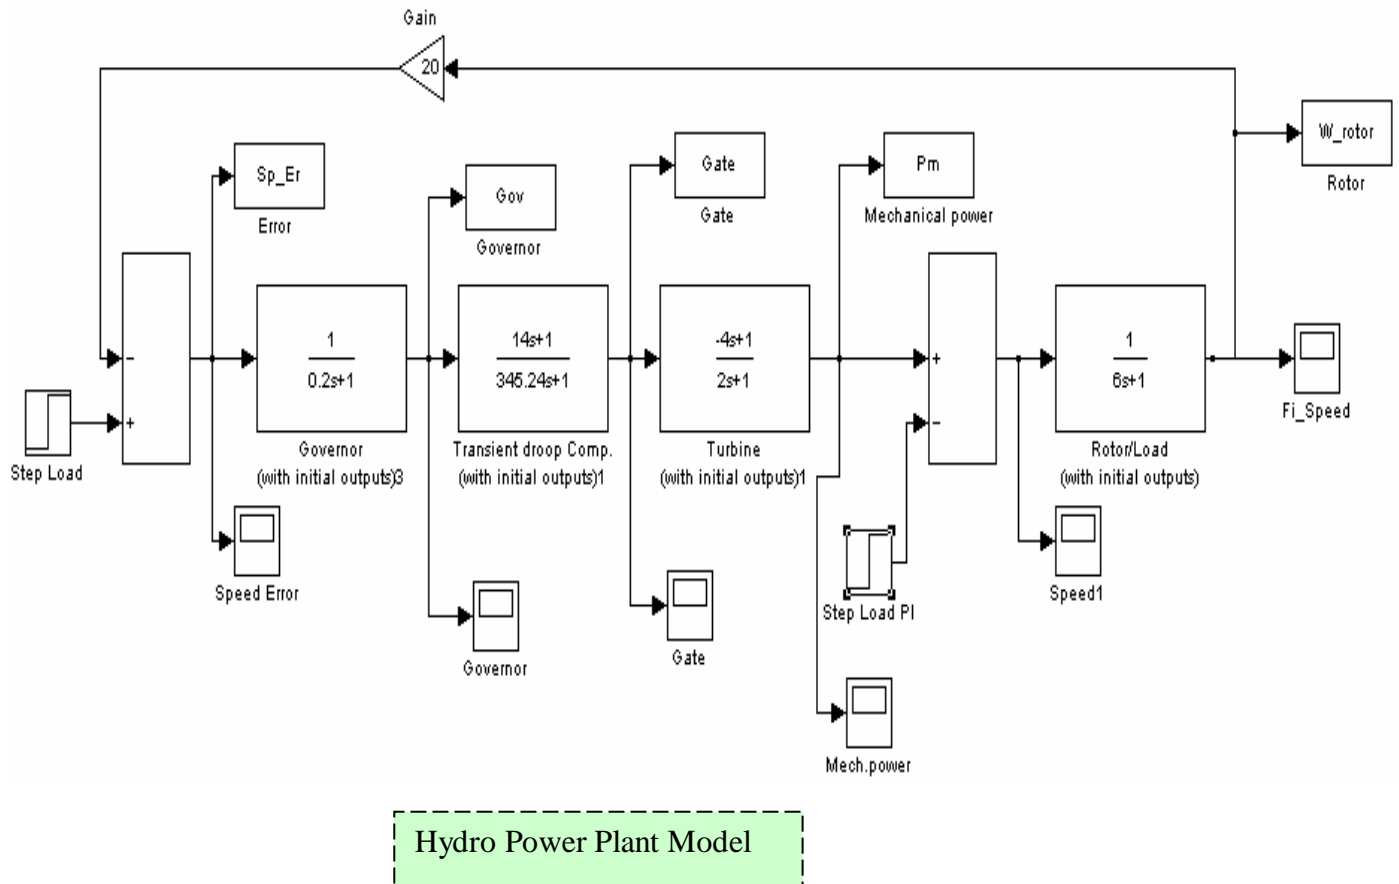 Gain
20
W_rotor
Rotor
Sp_Er
Error
Gov
Governor
Gate
Gate
Pm
Mechanical power
Step Load
-
+
1
0.2s+1
Governor
(with initial outputs)3
14s+1
345.24s+1
Transient droop Comp.
(with initial outputs)1
-4s+1
2s+1
Turbine
(with initial outputs)1
+
-
1
6s+1
Rotor/Load
(with initial outputs)
Fi_Speed
Speed Error
Governor
Gate
Step Load Pl
Speed1
Mech.power
Hydro Power Plant Model